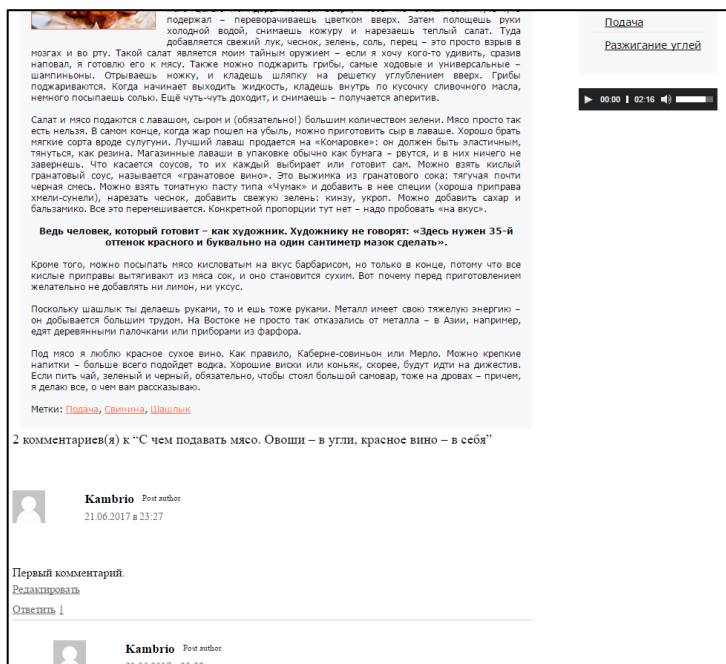 подержал – переворачиваешь цветком вверх. Затем полощешь руки
холодной водой, снимаешь кожуру и нарезаешь теплый салат. Туда
добавляется свежий лук, чеснок, зелень, соль, перец – это просто взрыв в
мозгах и во рту. Такой салат является моим тайным оружием – если я хочу кого-то удивить, сразив
наповал, я готовлю его к мясу. Также можно поджарить грибы, самые ходовые и универсальные –
шампиньоны. Отрываешь ножку, и кладешь шляпку на решетку углублением вверх. Грибы
поджариваются. Когда начинает выходить жидкость, кладешь внутрь по кусочку сливочного масла,
немного посыпаешь солью. Ещё чуть-чуть доходит, и снимаешь – получается аперитив.
Салат и мясо подаются с лавашом, сыром и (обязательно!) большим количеством зелени. Мясо просто так
есть нельзя. В самом конце, когда жар пошел на убыль, можно приготовить сыр в лаваше. Хорошо брать
мягкие сорта вроде сулугуни. Лучший лаваш продается на «Комаровке»: он должен быть эластичным,
тянуться, как резина. Магазинные лаваши в упаковке обычно как бумага – рвутся, и в них ничего не
завернешь. Что касается соусов, то их каждый выбирает или готовит сам. Можно взять кислый
гранатовый соус, называется «гранатовое вино». Это выжимка из гранатового сока: тягучая почти
черная смесь. Можно взять томатную пасту типа «Чумак» и добавить в нее специи (хороша приправа
хмели-сунели), нарезать чеснок, добавить свежую зелень: кинзу, укроп. Можно добавить сахар и
бальзамико. Все это перемешивается. Конкретной пропорции тут нет – надо пробовать «на вкус».
Ведь человек, который готовит – как художник. Художнику не говорят: «Здесь нужен 35-й
оттенок красного и буквально на один сантиметр мазок сделать».
Кроме того, можно посыпать мясо кисловатым на вкус барбарисом, но только в конце, потому что все
кислые приправы вытягивают из мяса сок, и оно становится сухим. Вот почему перед приготовлением
желательно не добавлять ни лимон, ни уксус.
Поскольку шашлык ты делаешь руками, то и ешь тоже руками. Металл имеет свою тяжелую энергию –
он добывается большим трудом. На Востоке не просто так отказались от металла – в Азии, например,
едят деревянными палочками или приборами из фарфора.
Под мясо я люблю красное сухое вино. Как правило, Каберне-совиньон или Мерло. Можно крепкие
напитки – больше всего подойдет водка. Хорошие виски или коньяк, скорее, будут идти на дижестив.
Если пить чай, зеленый и черный, обязательно, чтобы стоял большой самовар, тоже на дровах – причем,
я делаю все, о чем вам рассказываю.
Метки: Подача, Свинина, Шашлык
Подача
Разжигание углей
00:00 02:16
2 комментариев(я) к “С чем подавать мясо. Овощи – в угли, красное вино – в себя”
Kambrio Post author
21.06.2017 в 23:27
Первый комментарий.
Редактировать
Ответить ↓
Kambrio Post author